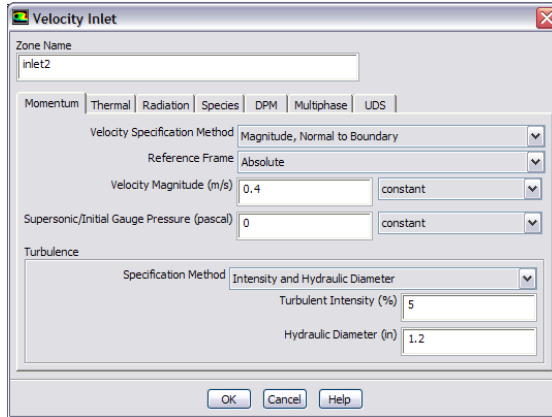 Velocity Inlet
Zone Name
inlet2
Momentum Thermal Radiation Species DPM Multiphase UDS
Velocity Specification Method Magnitude, Normal to Boundary
Reference Frame Absolute
Velocity Magnitude (m/s) 0.4 constant
Supersonic/Initial Gauge Pressure (pascal) 0 constant
Turbulence
Specification Method Intensity and Hydraulic Diameter
Turbulent Intensity (%) 5
Hydraulic Diameter (in) 1.2
OK Cancel Help